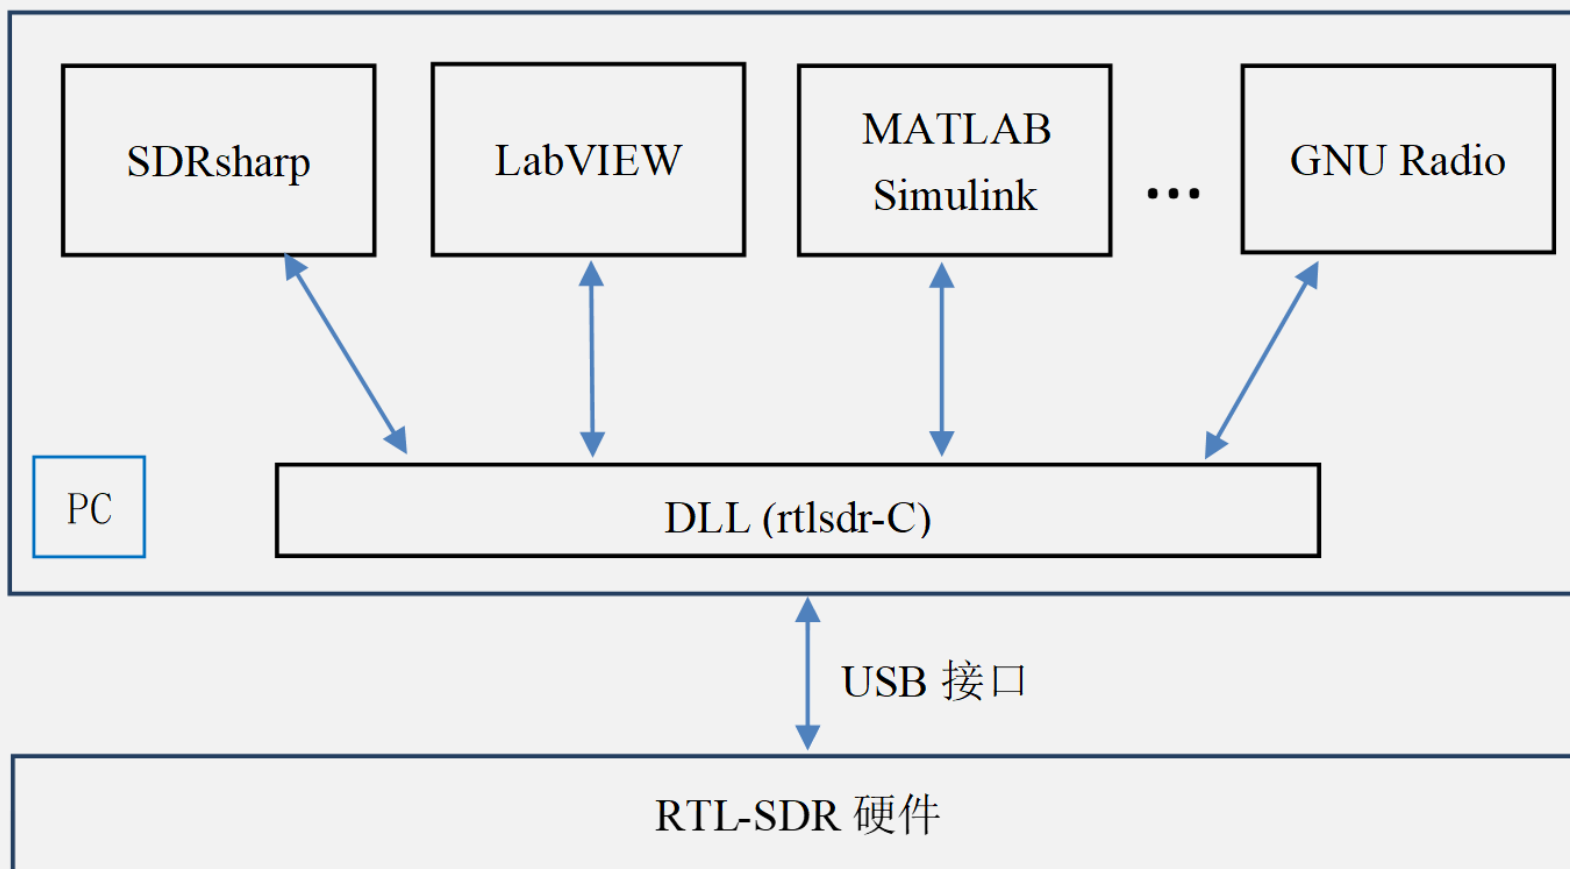 SDRsharp
LabVIEW
MATLAB
Simulink
...
GNU Radio
PC
DLL (rtlsdr-C)
USB 接口
RTL-SDR 硬件